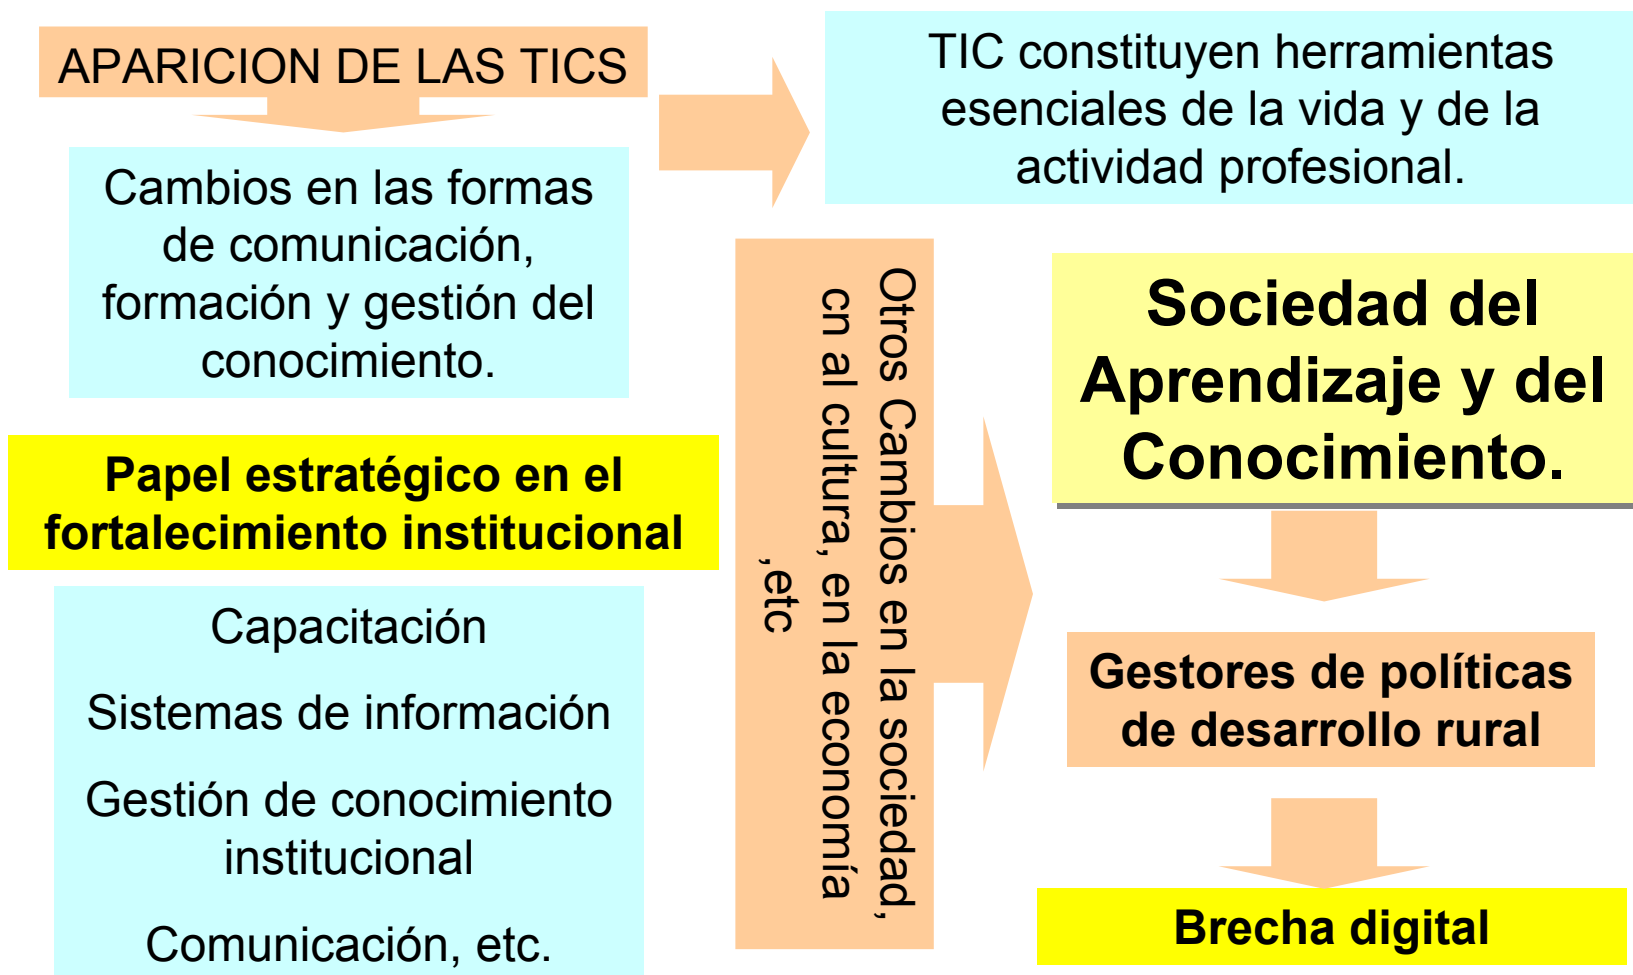 APARICION DE LAS TICS
TIC constituyen herramientas
esenciales de la vida y de la
actividad profesional.
Cambios en las formas
de comunicación,
formación y gestión del
conocimiento.
Papel estratégico en el
fortalecimiento institucional
Capacitación
Sistemas de información
Gestión de conocimiento
institucional
Comunicación, etc.
Otros Cambios en la sociedad,
cn al cultura, en la economía
,etc
Sociedad del
Aprendizaje y del
Conocimiento.
Gestores de políticas
de desarrollo rural
Brecha digital